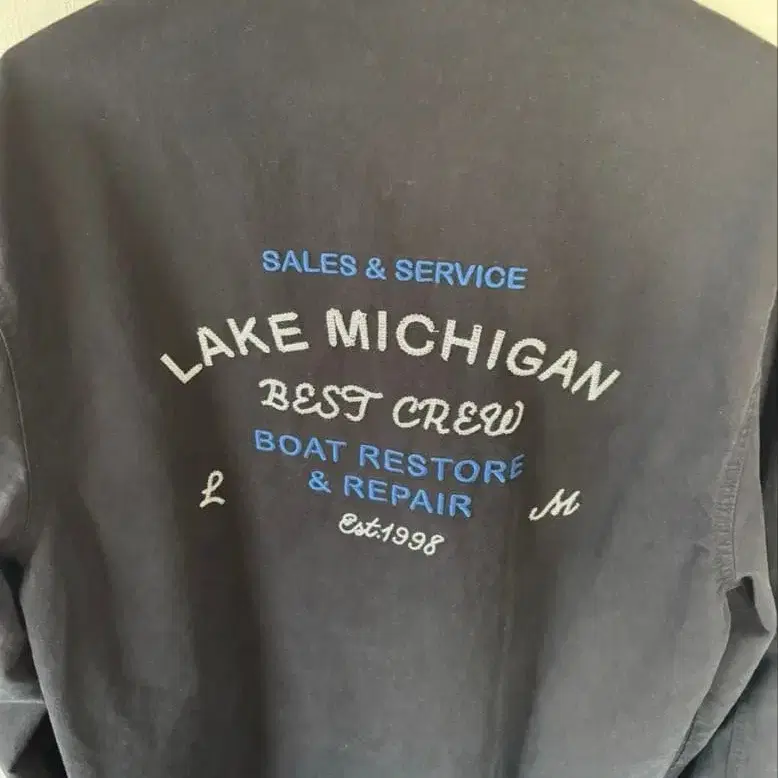 SALES & SERVICE
LAKE MICHIGAN
BEST CREW
BOAT RESTORE
& REPAIR
L M
Est.1998